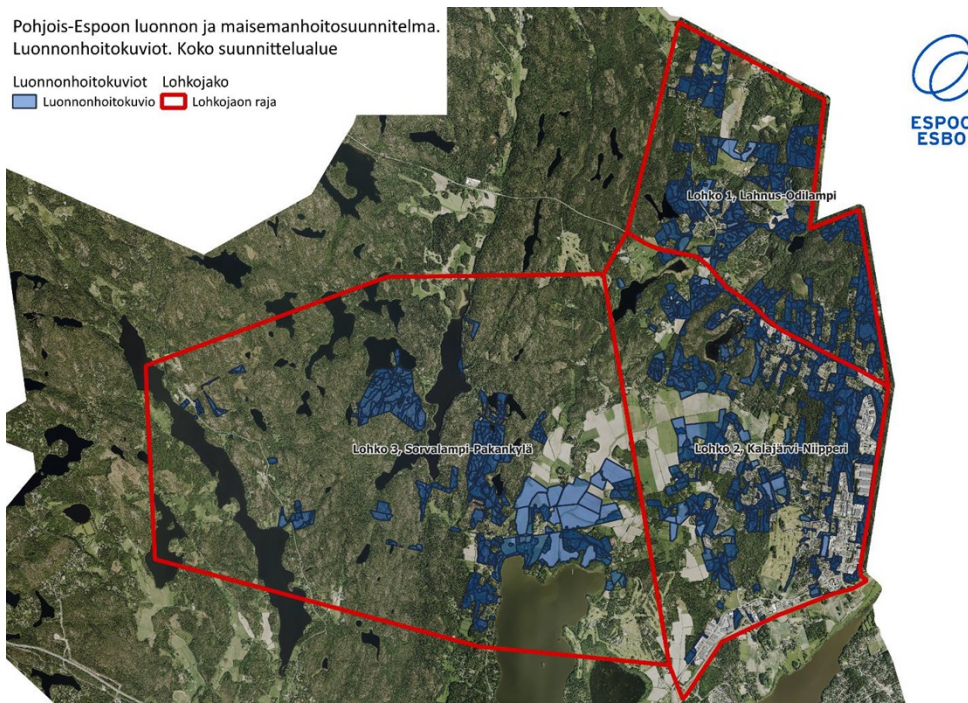 Pohjois-Espoon luonnon ja maisemanhoitosuunnitelma.
Luonnonhoitokuviot. Koko suunnittelualue
Luonnonhoitokuviot Lohkojako
Luonnonhoitokuvio Lohkojaon raja
ESPOO
ESBO
Lohko 1, Lahnus-Odilampi
Lohko 3, Sorvalampi-Pakankylä
Lohko 2, Kalajärvi-Niipperi